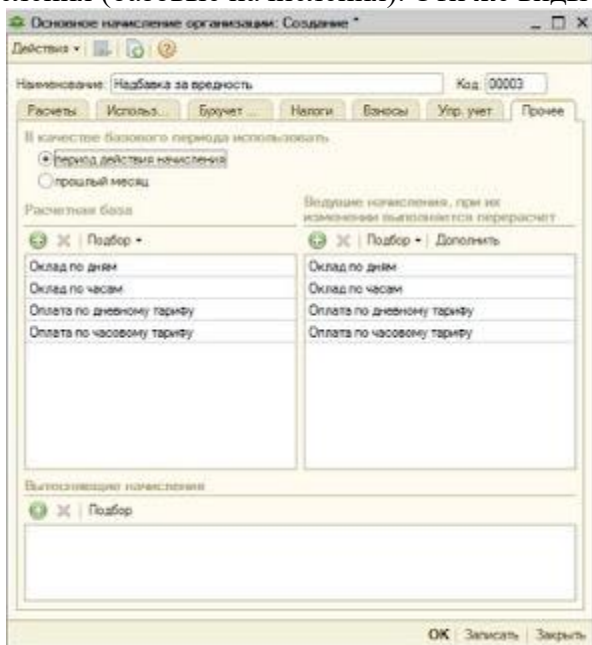 Основное начисление организации: Создание *
Действия
Наименование: Надбавка за вредность Код: 00003
Расчеты Использ... Бухучет ... Налоги Взносы Упр. учет Прочее
В качестве базового периода использовать
период действия начисления
прошлый месяц
Расчетная база
Ведущие начисления, при их
изменении выполняется перерасчет
Подбор
Подбор Дополнить
Оклад по дням Оклад по дням
Оклад по часам Оклад по часам
Оплата по дневному тарифу Оплата по дневному тарифу
Оплата по часовому тарифу Оплата по часовому тарифу
Вытесняющие начисления
Подбор
OK Записать Закрыть